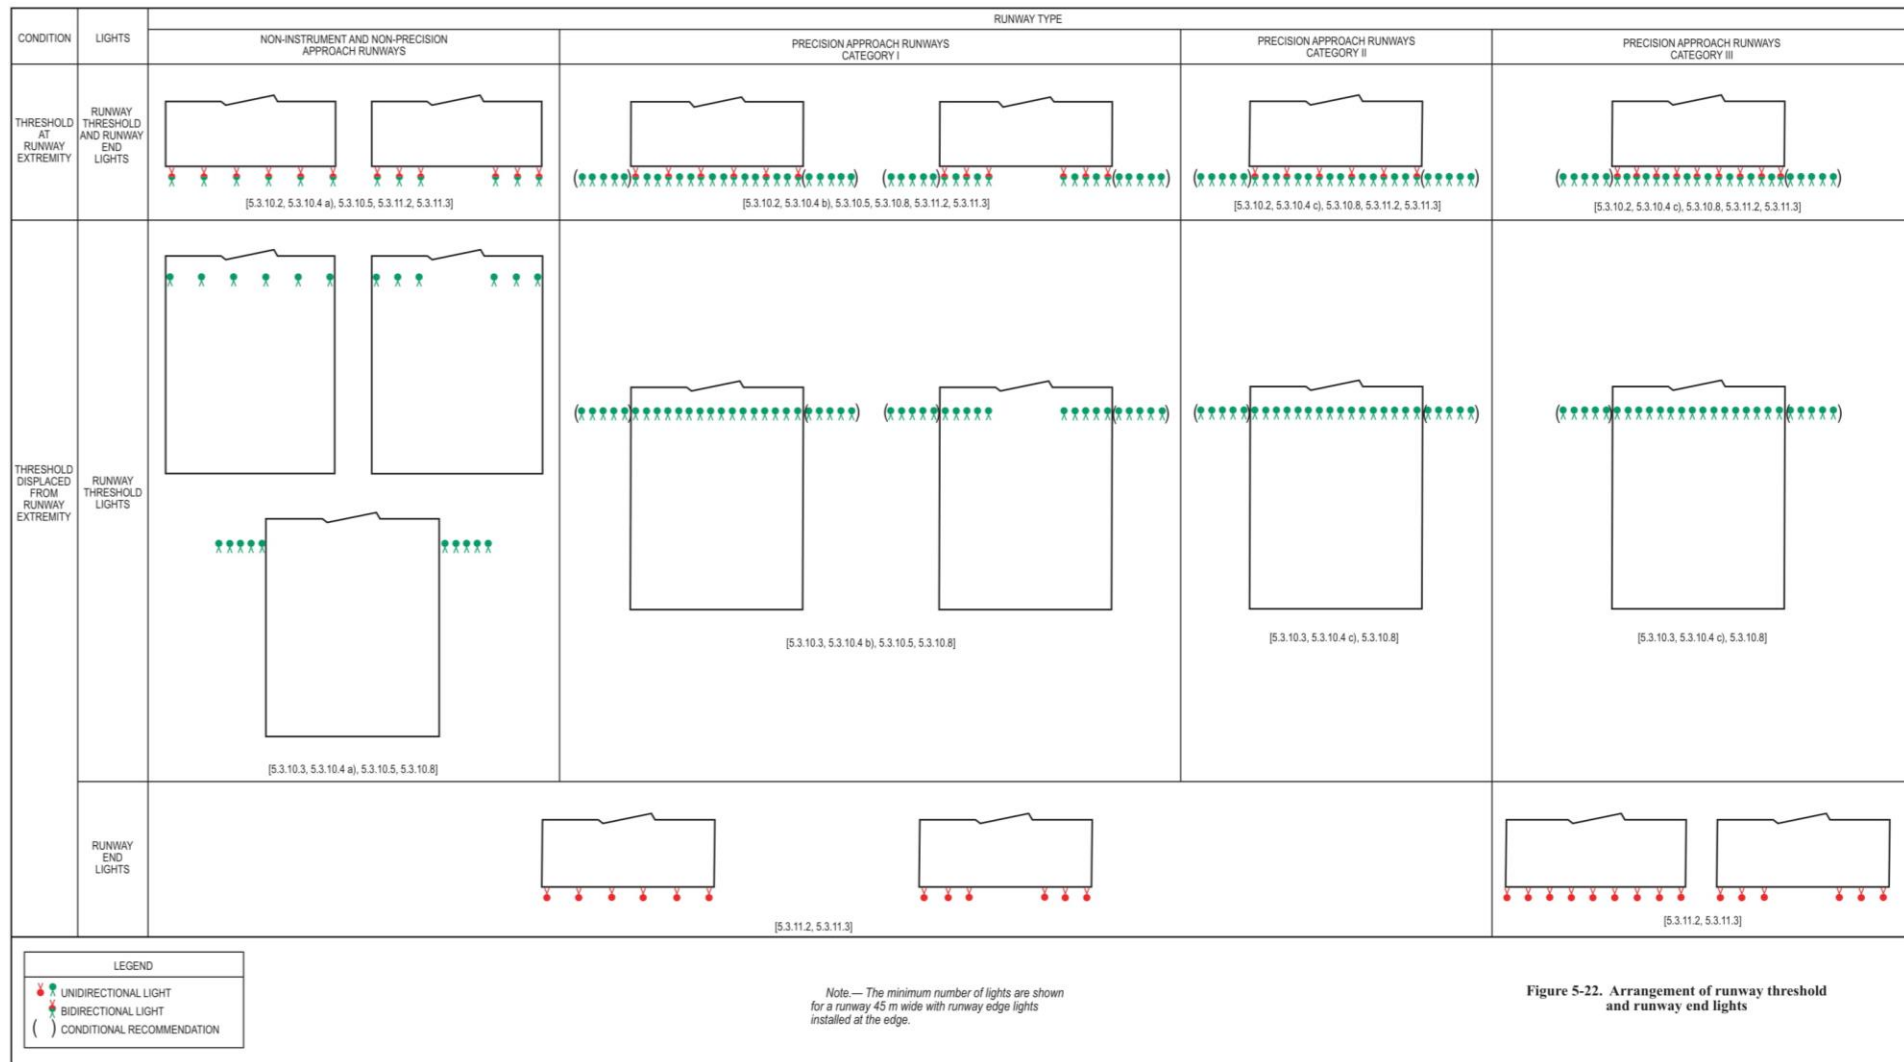 RUNWAY TYPE
CONDITION
LIGHTS
NON-INSTRUMENT AND NON-PRECISION
APPROACH RUNWAYS
PRECISION APPROACH RUNWAYS
CATEGORY I
PRECISION APPROACH RUNWAYS
CATEGORY II
PRECISION APPROACH RUNWAYS
CATEGORY III
THRESHOLD
AT
RUNWAY
EXTREMITY
RUNWAY
THRESHOLD
AND RUNWAY
END
LIGHTS
[5.3.10.2, 5.3.10.4 a), 5.3.10.5, 5.3.11.2, 5.3.11.3]
[5.3.10.2, 5.3.10.4 b), 5.3.10.5, 5.3.10.8, 5.3.11.2, 5.3.11.3]
[5.3.10.2, 5.3.10.4 c), 5.3.10.8, 5.3.11.2, 5.3.11.3]
[5.3.10.2, 5.3.10.4 c), 5.3.10.8, 5.3.11.2, 5.3.11.3]
THRESHOLD
DISPLACED
FROM
RUNWAY
EXTREMITY
RUNWAY
THRESHOLD
LIGHTS
[5.3.10.3, 5.3.10.4 a), 5.3.10.5, 5.3.10.8]
[5.3.10.3, 5.3.10.4 b), 5.3.10.5, 5.3.10.8]
[5.3.10.3, 5.3.10.4 c), 5.3.10.8]
[5.3.10.3, 5.3.10.4 c), 5.3.10.8]
RUNWAY
END
LIGHTS
[5.3.11.2, 5.3.11.3]
[5.3.11.2, 5.3.11.3]
LEGEND
UNIDIRECTIONAL LIGHT
BIDIRECTIONAL LIGHT
( ) CONDITIONAL RECOMMENDATION
Note.— The minimum number of lights are shown
for a runway 45 m wide with runway edge lights
installed at the edge.
Figure 5-22. Arrangement of runway threshold
and runway end lights